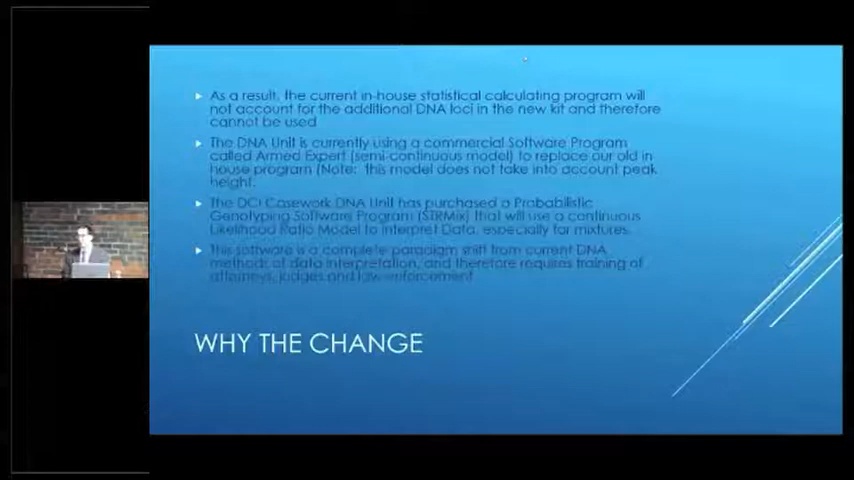 As a result, the current in-house statistical calculating program will
not account for the additional DNA loci in the new kit and therefore
cannot be used
The DNA Unit is currently using a commercial Software Program
called Armed Expert (semi-continuous model) to replace our old in
house program (Note: this model does not take into account peak
height.
The DCI Casework DNA Unit has purchased a Probabilistic
Genotyping Software Program (STRMix) that will use a continuous
Likelihood Ratio Model to interpret Data, especially for mixtures.
This software is a complete paradigm shift from current DNA
methods of data interpretation, and therefore requires training of
attorneys, judges and law enforcement
WHY THE CHANGE